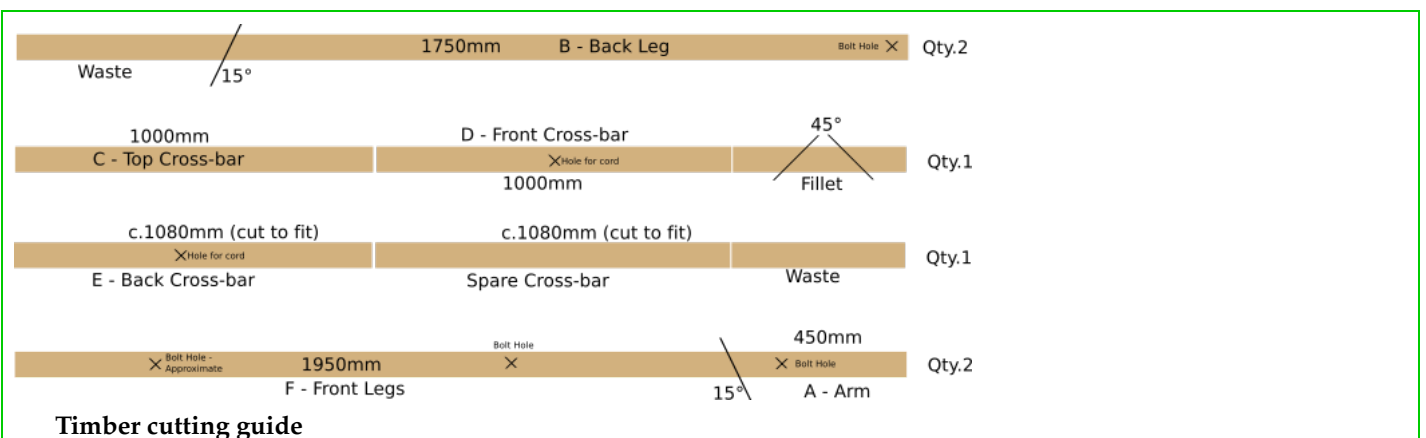 1750mm B - Back Leg Bolt Hole Qty.2
Waste 15°
1000mm D - Front Cross-bar 45°
C - Top Cross-bar Hole for cord Qty.1
1000mm Fillet
c.1080mm (cut to fit) c.1080mm (cut to fit)
Hole for cord Qty.1
E - Back Cross-bar Spare Cross-bar Waste
Bolt Hole 450mm
Bolt Hole - Approximate 1950mm Bolt Hole Qty.2
F - Front Legs 15° A - Arm
Timber cutting guide